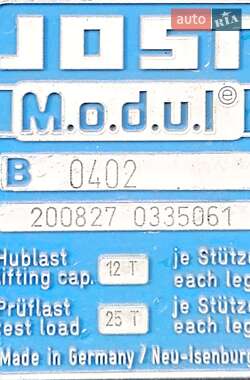 auto RIA
JOST
M.o.d.u.l e
B 0402
200827 0335061
Hublast 12 T je Stütze
lifting cap. each leg
Prüflast 25 T je Stütze
test load each leg
Made in Germany / Neu-Isenburg